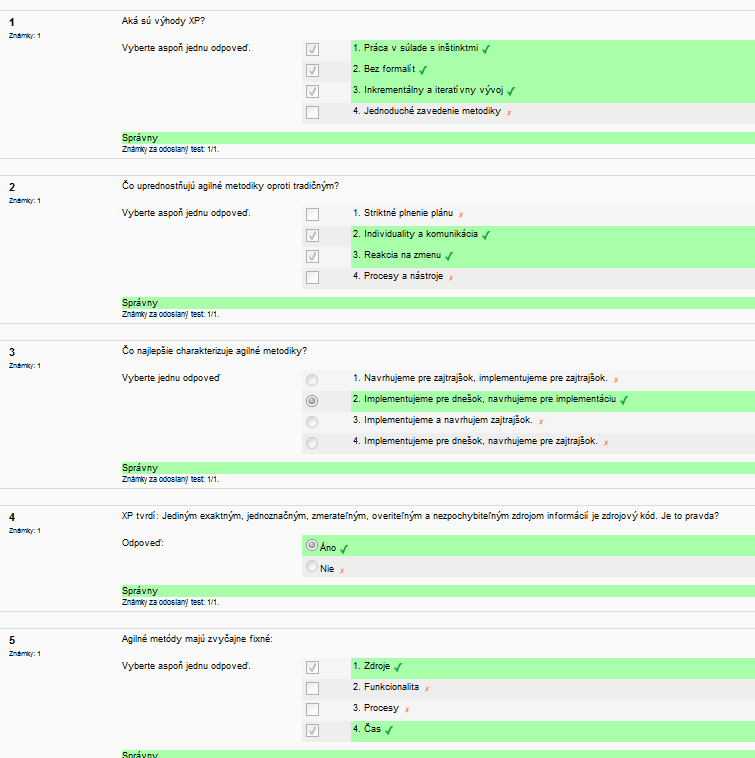 1
Známky: 1
Aká sú výhody XP?
Vyberte aspoň jednu odpoveď.
1. Práca v súlade s inštinktmi
2. Bez formalít
3. Inkrementálny a iteratívny vývoj
4. Jednoduché zavedenie metodiky
Správny
Známky za odoslaný test: 1/1.
2
Známky: 1
Čo uprednostňujú agilné metodiky oproti tradičným?
Vyberte aspoň jednu odpoveď.
1. Striktné plnenie plánu
2. Individuality a komunikácia
3. Reakcia na zmenu
4. Procesy a nástroje
Správny
Známky za odoslaný test: 1/1.
3
Známky: 1
Čo najlepšie charakterizuje agilné metodiky?
Vyberte jednu odpoveď
1. Navrhujeme pre zajtrajšok, implementujeme pre zajtrajšok.
2. Implementujeme pre dnešok, navrhujeme pre implementáciu
3. Implementujeme a navrhujem zajtrajšok.
4. Implementujeme pre dnešok, navrhujeme pre zajtrajšok.
Správny
Známky za odoslaný test: 1/1.
4
Známky: 1
XP tvrdí: Jediným exaktným, jednoznačným, zmerateľným, overiteľným a nezpochybiteľným zdrojom informácií je zdrojový kód. Je to pravda?
Odpoveď:
Áno
Nie
Správny
Známky za odoslaný test: 1/1.
5
Známky: 1
Agilné metódy majú zvyčajne fixné:
Vyberte aspoň jednu odpoveď.
1. Zdroje
2. Funkcionalita
3. Procesy
4. Čas
Správny